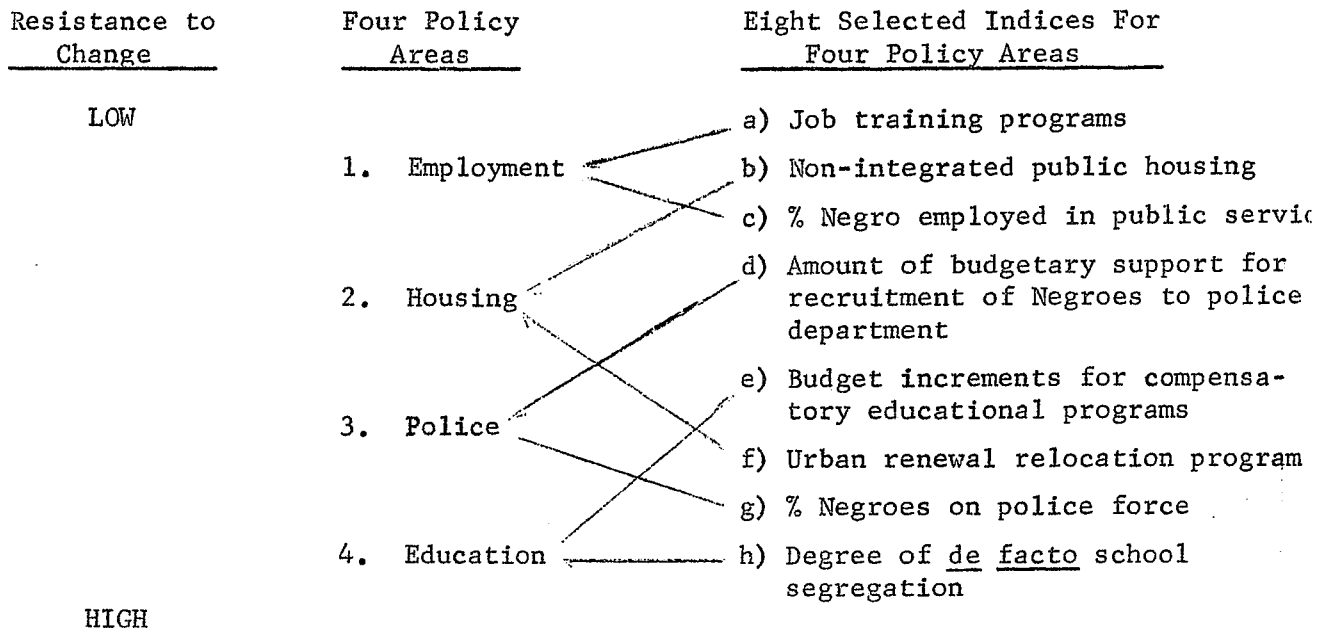 Resistance to Change
Four Policy Areas
Eight Selected Indices For Four Policy Areas
LOW
1. Employment
2. Housing
3. Police
4. Education
a) Job training programs
b) Non-integrated public housing
c) % Negro employed in public servic
d) Amount of budgetary support for
recruitment of Negroes to police
department
e) Budget increments for compensa-
tory educational programs
f) Urban renewal relocation program
g) % Negroes on police force
h) Degree of de facto school
segregation
HIGH